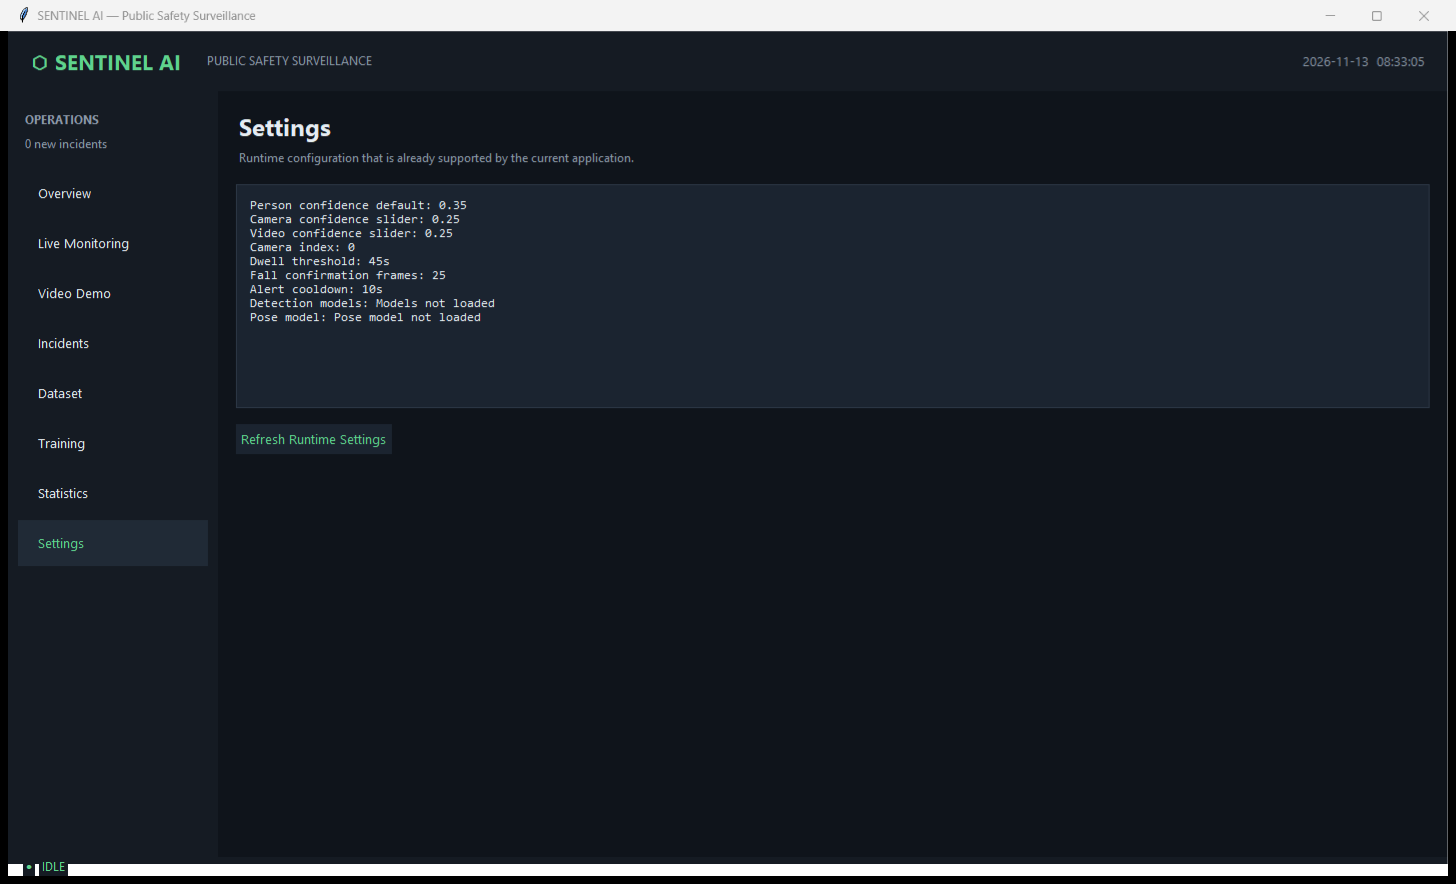 SENTINEL AI — Public Safety Surveillance
⬡ SENTINEL AI PUBLIC SAFETY SURVEILLANCE 2026-11-13 08:33:05
OPERATIONS
0 new incidents
Overview
Live Monitoring
Video Demo
Incidents
Dataset
Training
Statistics
Settings
Settings
Runtime configuration that is already supported by the current application.
Person confidence default: 0.35
Camera confidence slider: 0.25
Video confidence slider: 0.25
Camera index: 0
Dwell threshold: 45s
Fall confirmation frames: 25
Alert cooldown: 10s
Detection models: Models not loaded
Pose model: Pose model not loaded
Refresh Runtime Settings
● IDLE